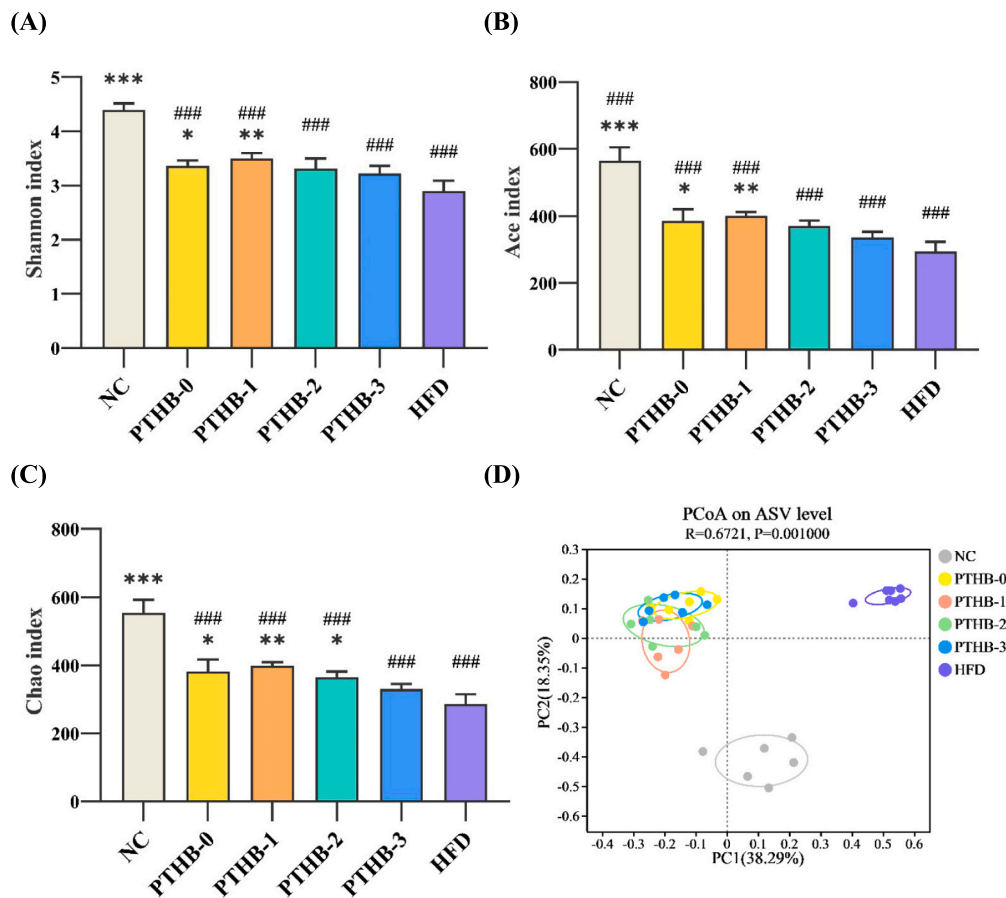 (A)
Shannon index
5
4
3
2
1
0
***
###
*
###
**
###
###
###
NC
PTHB-0
PTHB-1
PTHB-2
PTHB-3
HFD
(B)
Ace index
800
600
400
200
0
###
***
###
*
###
**
###
###
###
NC
PTHB-0
PTHB-1
PTHB-2
PTHB-3
HFD
(C)
Chao index
800
600
400
200
0
***
###
*
###
**
###
*
###
###
NC
PTHB-0
PTHB-1
PTHB-2
PTHB-3
HFD
(D)
PCoA on ASV level
R=0.6721, P=0.001000
PC2(18.35%)
0.3
0.2
0.1
0
-0.1
-0.2
-0.3
-0.4
-0.5
-0.6
-0.4 -0.3 -0.2 -0.1 0 0.1 0.2 0.3 0.4 0.5 0.6
PC1(38.29%)
NC
PTHB-0
PTHB-1
PTHB-2
PTHB-3
HFD